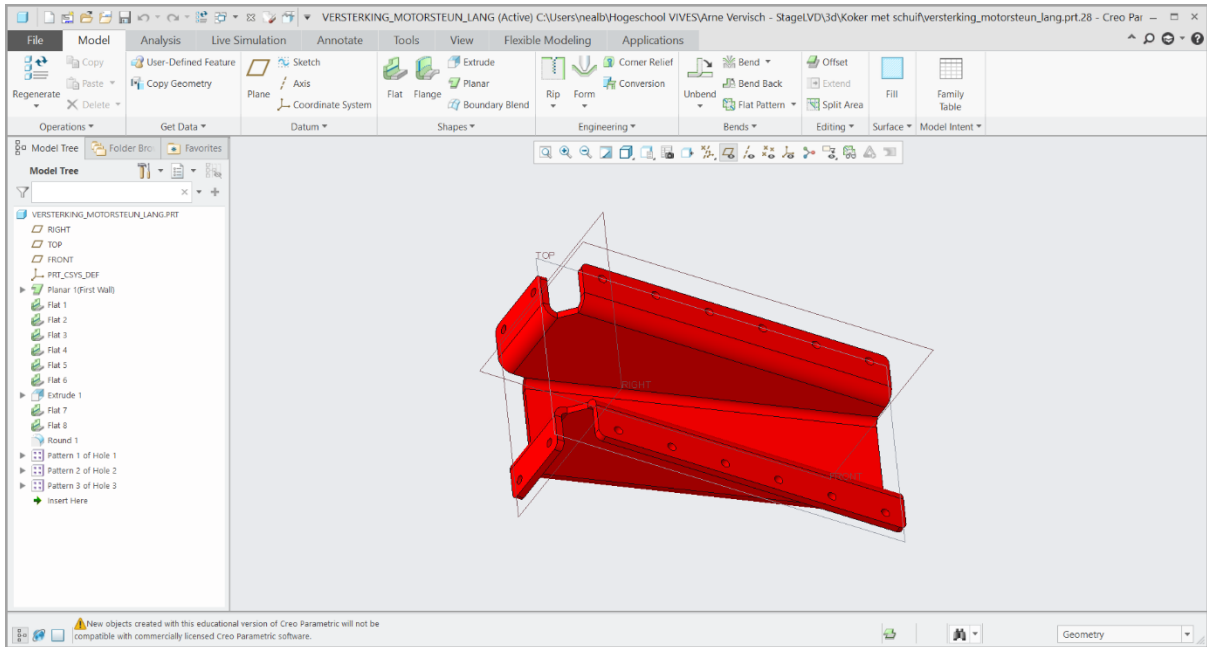 VERSTERKING_MOTORSTEUN_LANG (Active) C:\Users\nealb\Hogeschool VIVES\Arne Vervisch - StageLVD\3d\Koker met schuif\versterking_motorsteun_lang.prt.28 - Creo Par
File Model Analysis Live Simulation Annotate Tools View Flexible Modeling Applications
Regenerate
Copy
Paste
Delete
User-Defined Feature
Copy Geometry
Plane
Sketch
Axis
Coordinate System
Flat
Flange
Extrude
Planar
Boundary Blend
Rip
Form
Corner Relief
Conversion
Unbend
Bend
Bend Back
Flat Pattern
Offset
Extend
Split Area
Fill
Family
Table
Operations Get Data Datum Shapes Engineering Bends Editing Surface Model Intent
Model Tree Folder Bro Favorites
Model Tree
VERSTERKING_MOTORSTEUN_LANG.PRT
RIGHT
TOP
FRONT
PRT_CSYS_DEF
Planar 1(First Wall)
Flat 1
Flat 2
Flat 3
Flat 4
Flat 5
Flat 6
Extrude 1
Flat 7
Flat 8
Round 1
Pattern 1 of Hole 1
Pattern 2 of Hole 2
Pattern 3 of Hole 3
Insert Here
TOP
RIGHT
FRONT
New objects created with this educational version of Creo Parametric will not be
compatible with commercially licensed Creo Parametric software.
Geometry